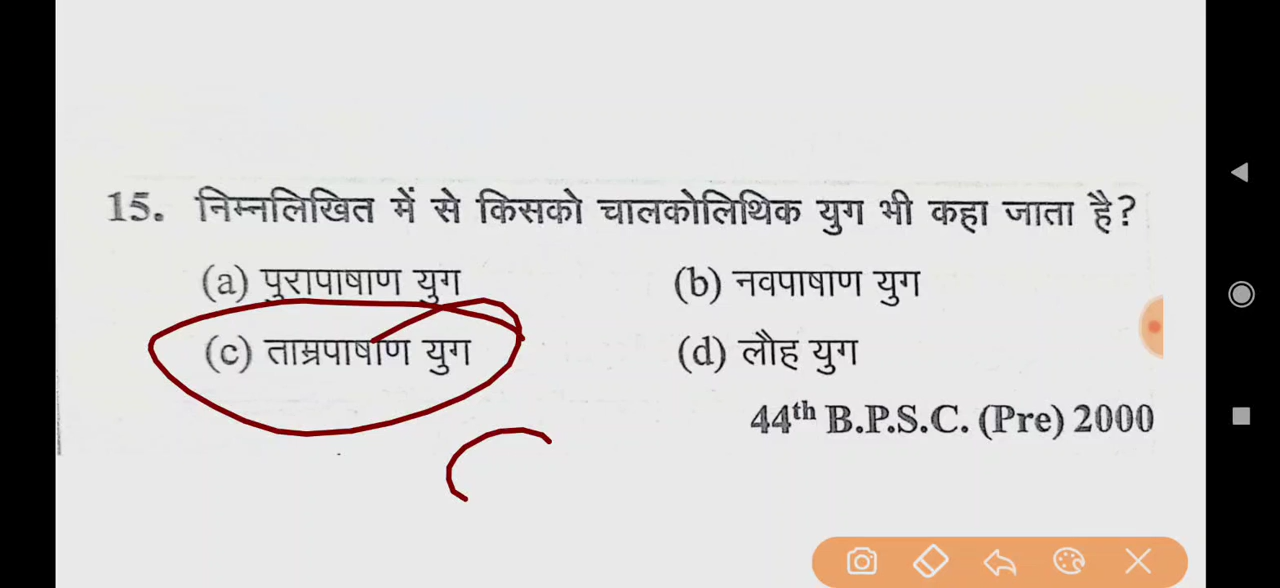 15. निम्नलिखित में से किसको चालकोलिथिक युग भी कहा जाता है?
(a) पुरापाषाण युग (b) नवपाषाण युग
(c) ताम्रपाषाण युग (d) लौह युग
44th B.P.S.C. (Pre) 2000